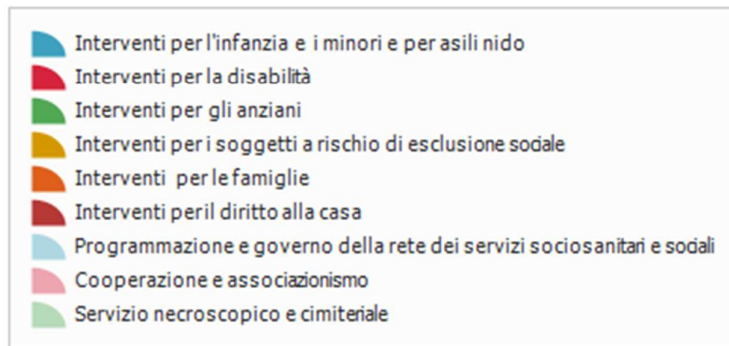 Interventi per l'infanzia e i minori e per asili nido
Interventi per la disabilità
Interventi per gli anziani
Interventi per i soggetti a rischio di esclusione sociale
Interventi per le famiglie
Interventi per il diritto alla casa
Programmazione e governo della rete dei servizi sociosanitari e sociali
Cooperazione e associazionismo
Servizio necroscopico e cimiteriale